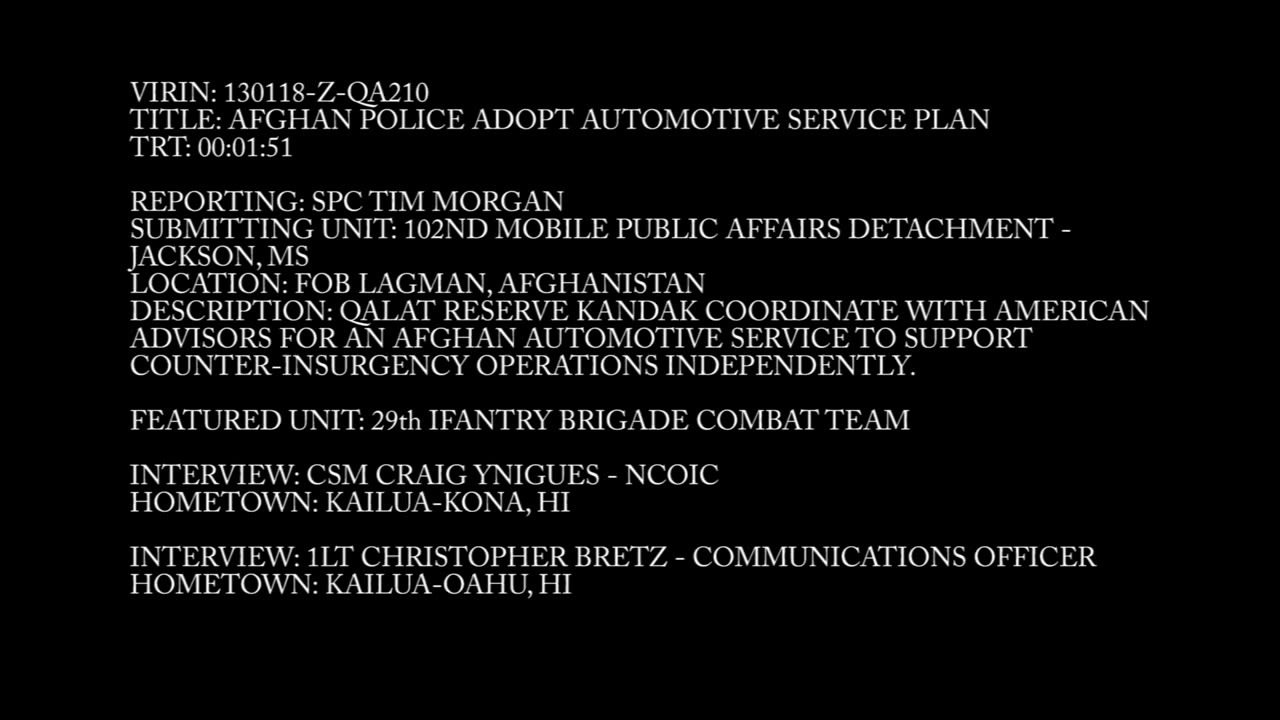 VIRIN: 130118-Z-QA210
TITLE: AFGHAN POLICE ADOPT AUTOMOTIVE SERVICE PLAN
TRT: 00:01:51
REPORTING: SPC TIM MORGAN
SUBMITTING UNIT: 102ND MOBILE PUBLIC AFFAIRS DETACHMENT -
JACKSON, MS
LOCATION: FOB LAGMAN, AFGHANISTAN
DESCRIPTION: QALAT RESERVE KANDAK COORDINATE WITH AMERICAN
ADVISORS FOR AN AFGHAN AUTOMOTIVE SERVICE TO SUPPORT
COUNTER-INSURGENCY OPERATIONS INDEPENDENTLY.
FEATURED UNIT: 29th IFANTRY BRIGADE COMBAT TEAM
INTERVIEW: CSM CRAIG YNIGUES - NCOIC
HOMETOWN: KAILUA-KONA, HI
INTERVIEW: 1LT CHRISTOPHER BRETZ - COMMUNICATIONS OFFICER
HOMETOWN: KAILUA-OAHU, HI